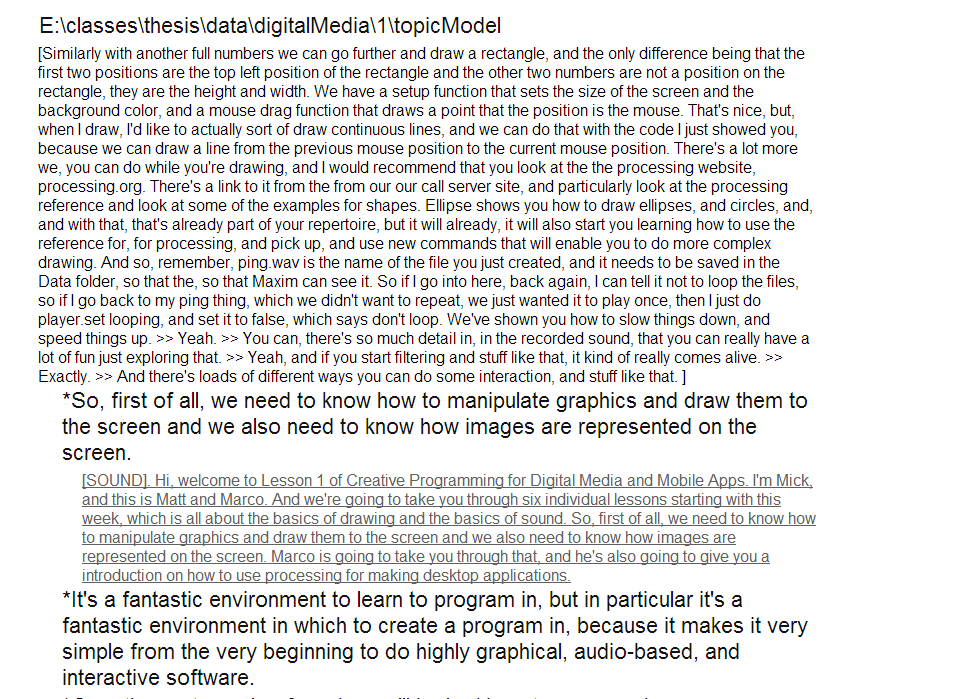 E:\classes\thesis\data\digitalMedia\1\topicModel
[Similarly with another full numbers we can go further and draw a rectangle, and the only difference being that the
first two positions are the top left position of the rectangle and the other two numbers are not a position on the
rectangle, they are the height and width. We have a setup function that sets the size of the screen and the
background color, and a mouse drag function that draws a point that the position is the mouse. That's nice, but,
when I draw, I'd like to actually sort of draw continuous lines, and we can do that with the code I just showed you,
because we can draw a line from the previous mouse position to the current mouse position. There's a lot more
we, you can do while you're drawing, and I would recommend that you look at the the processing website,
processing.org. There's a link to it from the from our our call server site, and particularly look at the processing
reference and look at some of the examples for shapes. Ellipse shows you how to draw ellipses, and circles, and,
and with that, that's already part of your repertoire, but it will already, it will also start you learning how to use the
reference for, for processing, and pick up, and use new commands that will enable you to do more complex
drawing. And so, remember, ping.wav is the name of the file you just created, and it needs to be saved in the
Data folder, so that the, so that Maxim can see it. So if I go into here, back again, I can tell it not to loop the files,
so if I go back to my ping thing, which we didn't want to repeat, we just wanted it to play once, then I just do
player.set looping, and set it to false, which says don't loop. We've shown you how to slow things down, and
speed things up. >> Yeah. >> You can, there's so much detail in, in the recorded sound, that you can really have a
lot of fun just exploring that. >> Yeah, and if you start filtering and stuff like that, it kind of really comes alive. >>
Exactly. >> And there's loads of different ways you can do some interaction, and stuff like that. ]
*So, first of all, we need to know how to manipulate graphics and draw them to
the screen and we also need to know how images are represented on the
screen.
[SOUND]. Hi, welcome to Lesson 1 of Creative Programming for Digital Media and Mobile Apps. I'm Mick,
and this is Matt and Marco. And we're going to take you through six individual lessons starting with this
week, which is all about the basics of drawing and the basics of sound. So, first of all, we need to know how
to manipulate graphics and draw them to the screen and we also need to know how images are
represented on the screen. Marco is going to take you through that, and he's also going to give you a
introduction on how to use processing for making desktop applications.
*It's a fantastic environment to learn to program in, but in particular it's a
fantastic environment in which to create a program in, because it makes it very
simple from the very beginning to do highly graphical, audio-based, and
interactive software.